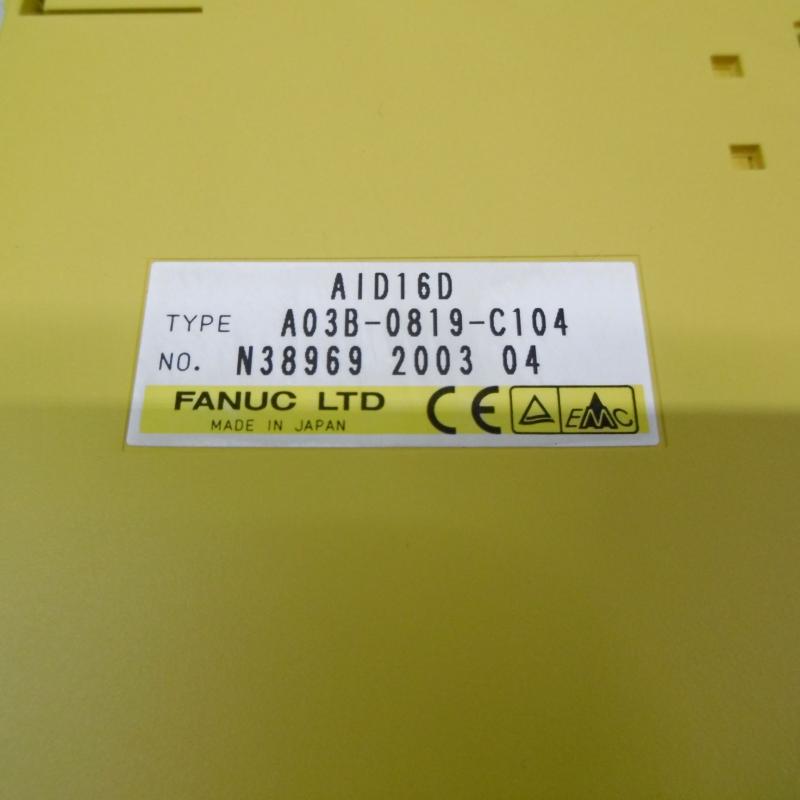 AID16D
TYPE A03B-0819-C104
NO. N38969 2003 04
FANUC LTD CE
MADE IN JAPAN EMC